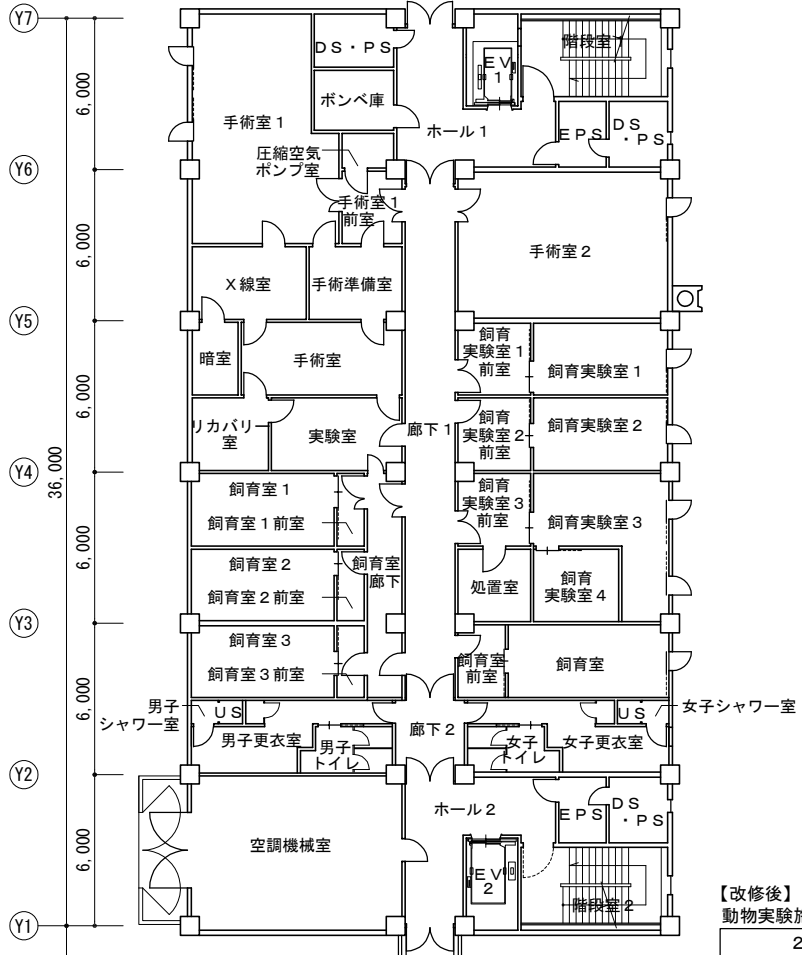 Y7
DS・PS
EV
1
階段室1
6,000
ボンベ庫
手術室1
ホール1
EPS
DS
・PS
圧縮空気
ポンプ室
Y6
手術室1
前室
手術室2
6,000
X線室
手術準備室
Y5
飼育
実験室1
前室
飼育実験室1
暗室
手術室
6,000
飼育
実験室2
前室
飼育実験室2
リカバリー
室
実験室
廊下1
Y4
36,000
飼育室1
飼育室1前室
飼育
実験室3
前室
飼育実験室3
6,000
飼育室2
飼育室2前室
飼育室
廊下
処置室
飼育
実験室4
Y3
飼育室3
飼育室3前室
飼育室
前室
飼育室
6,000
男子
シャワー室
US
男子更衣室
男子
トイレ
廊下2
女子
トイレ
女子更衣室
US
女子シャワー室
Y2
ホール2
EPS
DS
・PS
空調機械室
6,000
EV
2
階段室2
Y1
【改修後】
動物実験施
2